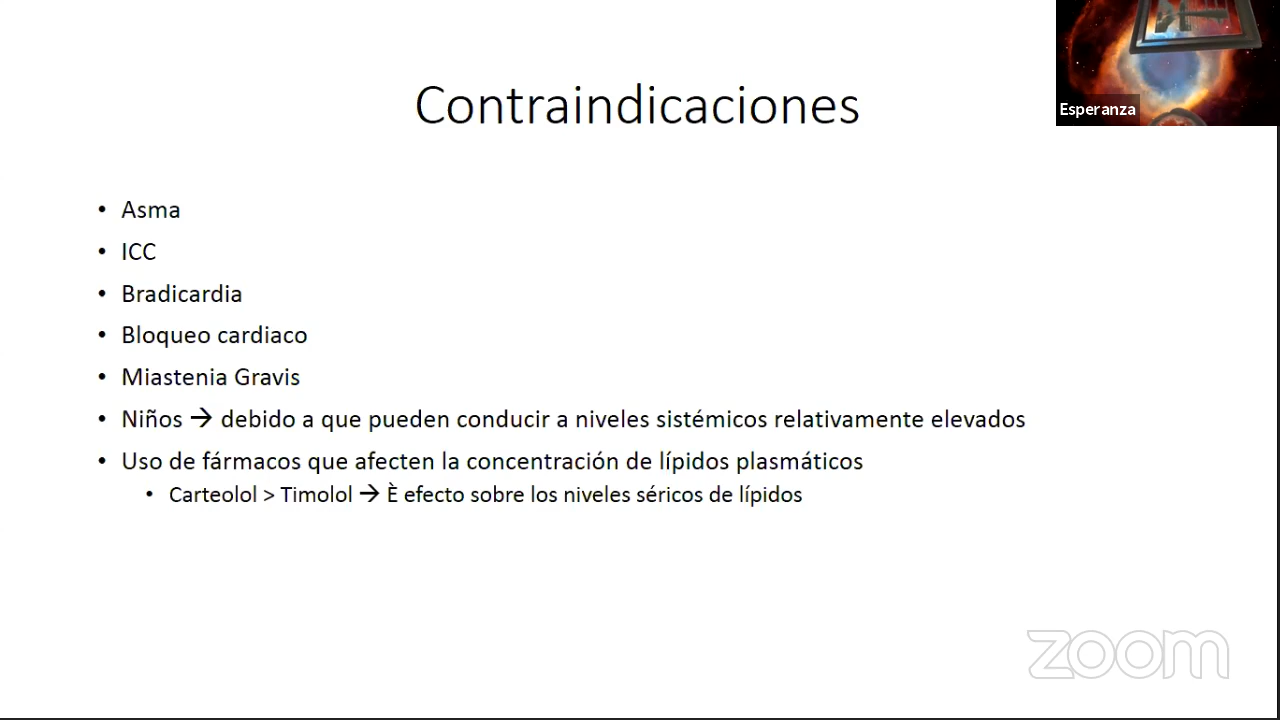 Esperanza
Contraindicaciones
• Asma
• ICC
• Bradicardia
• Bloqueo cardiaco
• Miastenia Gravis
• Niños → debido a que pueden conducir a niveles sistémicos relativamente elevados
• Uso de fármacos que afecten la concentración de lípidos plasmáticos
• Carteolol > Timolol → È efecto sobre los niveles séricos de lípidos
zoom